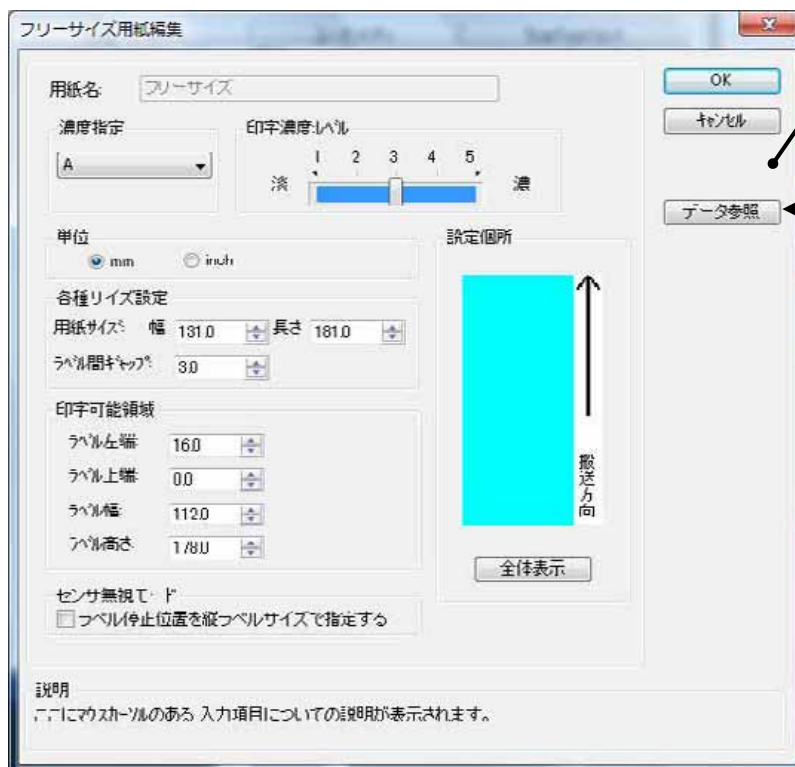 フリーサイズ用紙編集
用紙名: フリーサイズ
OK
キャンセル
データ参照
濃度指定
A
印字濃度レベル
1 2 3 4 5
淡 濃
単位
mm inch
各種サイズ設定
用紙サイズ: 幅 131.0 長さ 181.0
ラベル間ギャップ: 3.0
印字可能領域
ラベル左端: 16.0
ラベル上端: 0.0
ラベル幅: 112.0
ラベル高さ: 178.0
センサ無視モード
ラベル停止位置を縦ラベルサイズで指定する
設定個所
搬送方向
全体表示
説明
ここにマウスカーソルのある入力項目についての説明が表示されます。